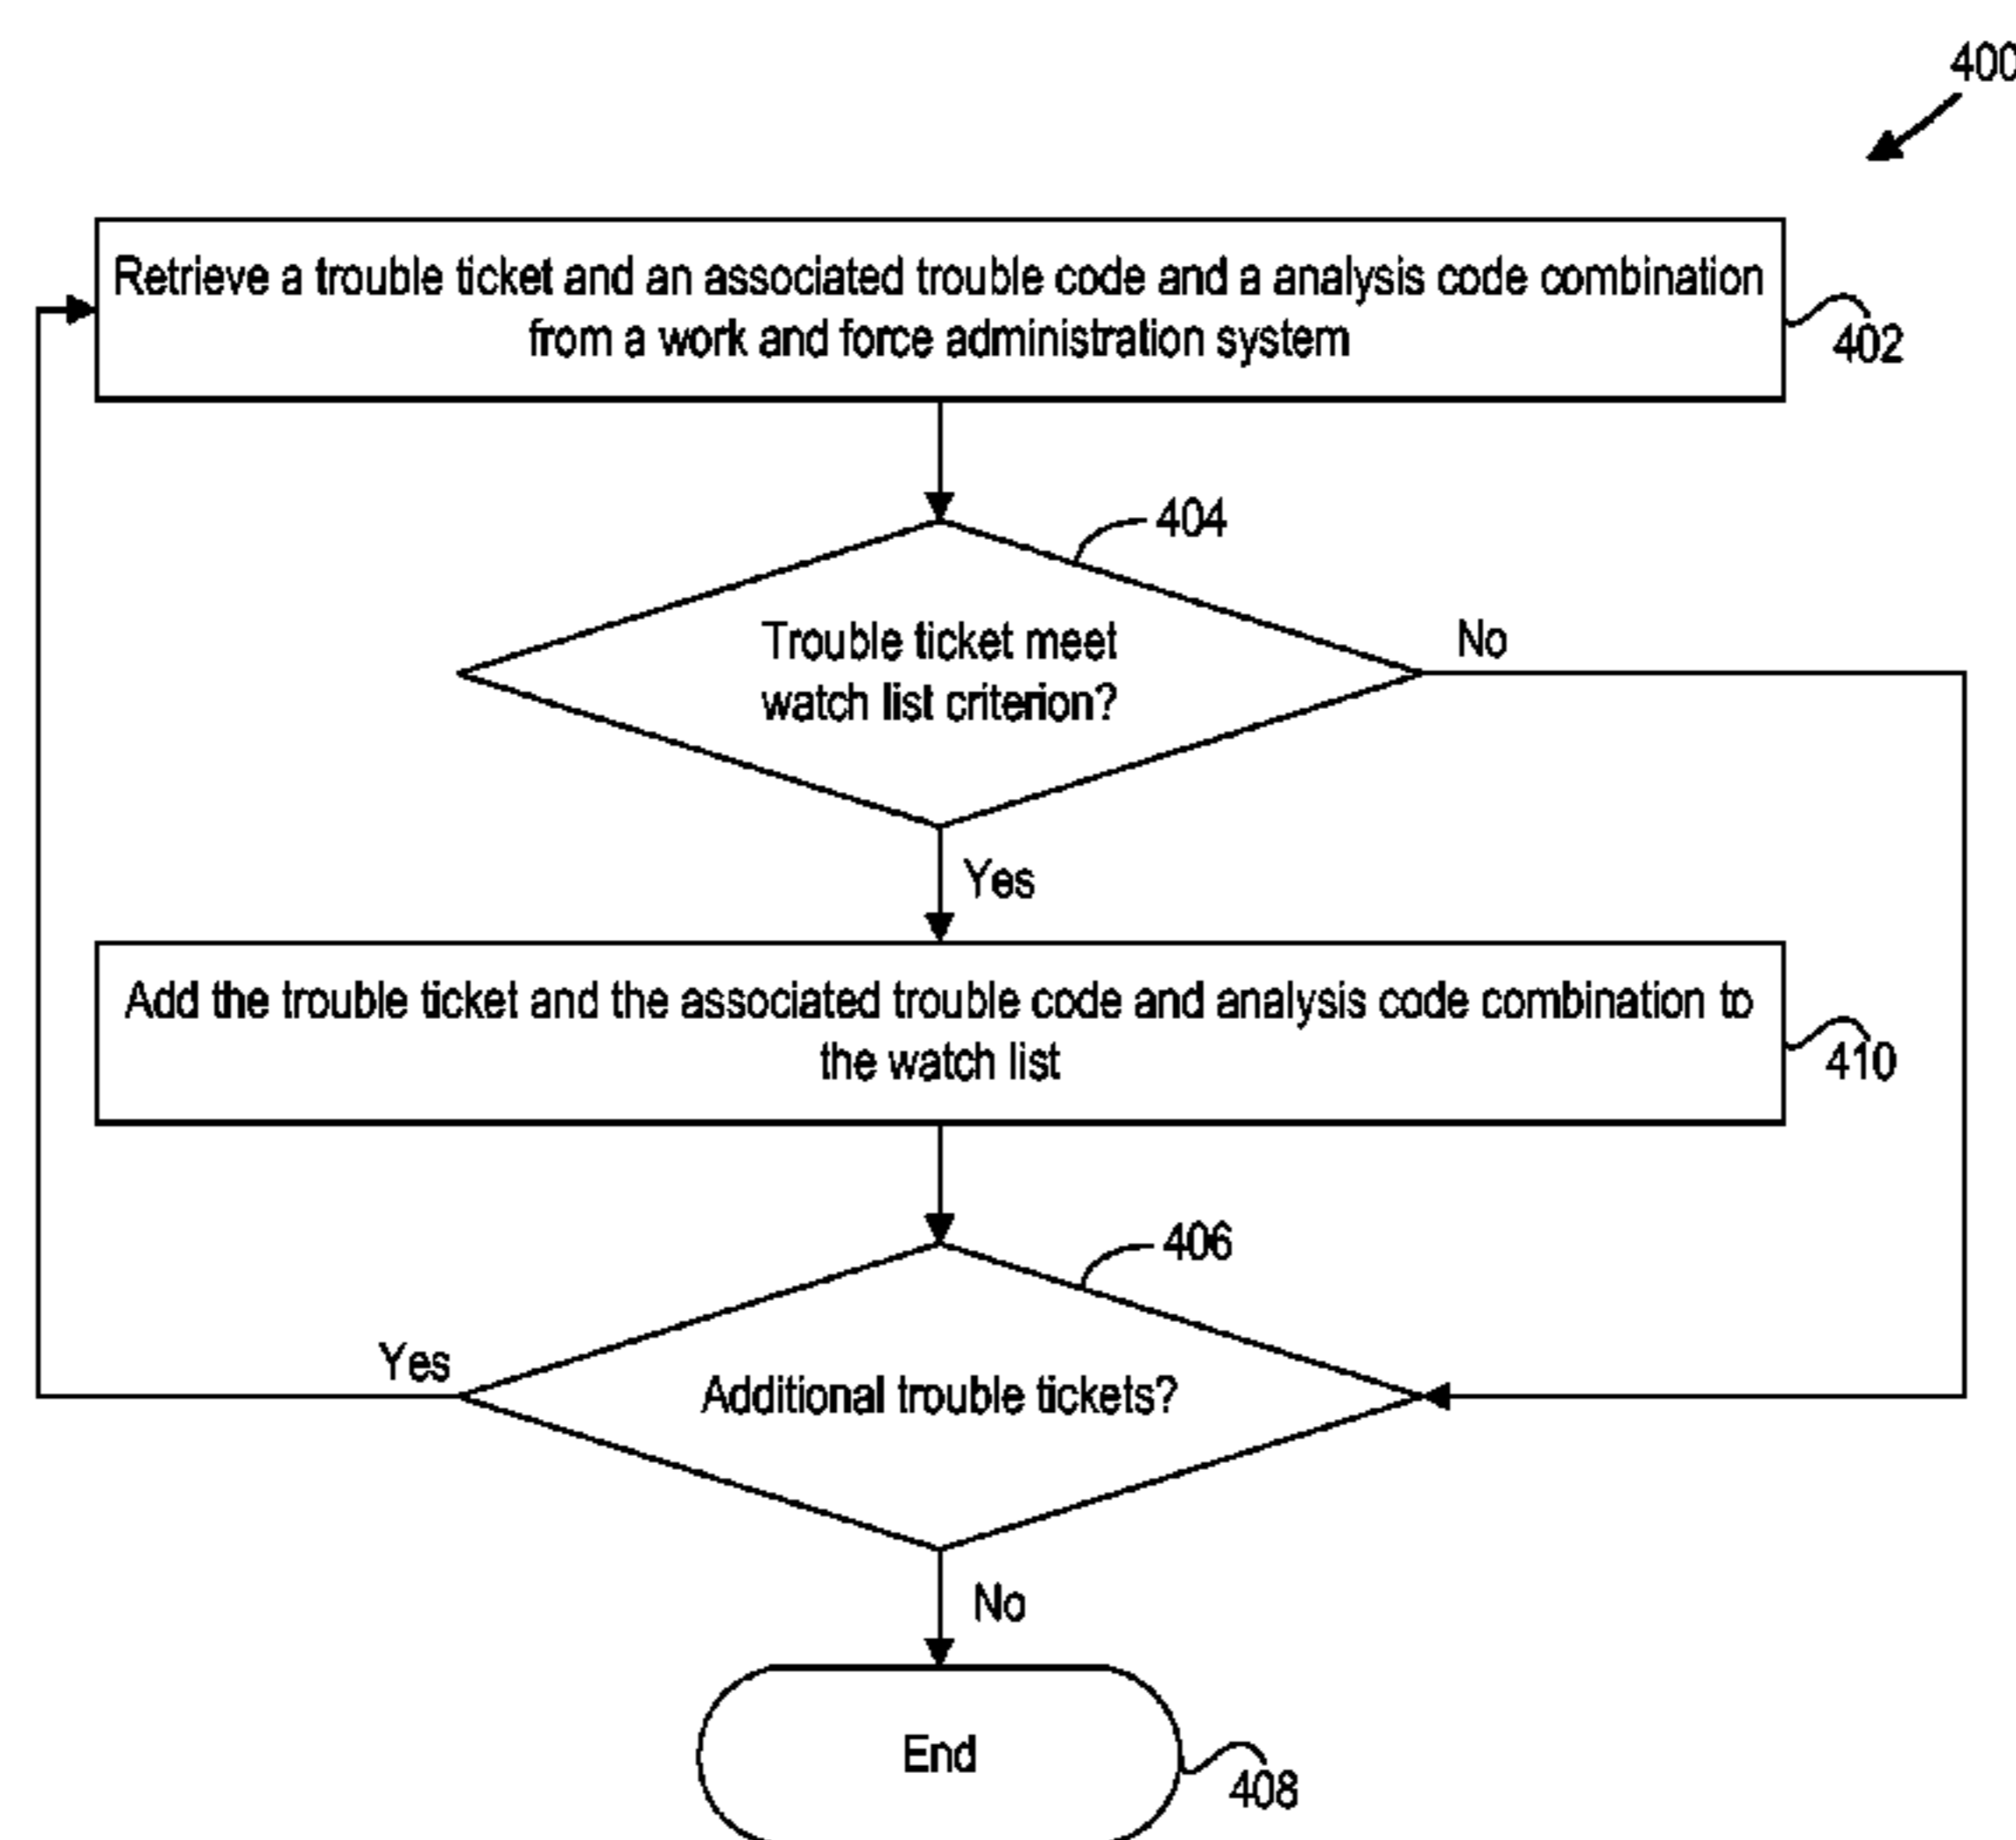 400
Retrieve a trouble ticket and an associated trouble code and a analysis code combination
from a work and force administration system
402
404
Trouble ticket meet
watch list criterion?
No
Yes
Add the trouble ticket and the associated trouble code and analysis code combination to
the watch list
410
406
Yes
Additional trouble tickets?
No
End
408